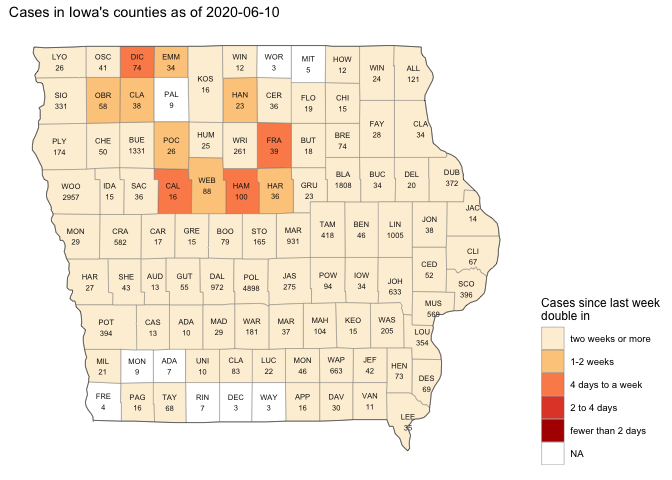 Cases in Iowa's counties as of 2020-06-10
LYO
26
OSC
41
DIC
74
EMM
34
KOS
16
WIN
12
WOR
3
MIT
5
HOW
12
WIN
24
ALL
121
SIO
331
OBR
58
CLA
38
PAL
9
HAN
23
CER
36
FLO
19
CHI
15
PLY
174
CHE
50
BUE
1331
POC
26
HUM
25
WRI
261
FRA
39
BUT
18
BRE
74
FAY
28
CLA
34
WOO
2957
IDA
15
SAC
36
CAL
16
WEB
88
HAM
100
HAR
36
GRU
23
BLA
1808
BUC
34
DEL
20
DUB
372
JAC
14
MON
29
CRA
582
CAR
17
GRE
15
BOO
79
STO
165
MAR
931
TAM
418
BEN
46
LIN
1005
JON
38
CLI
67
HAR
27
SHE
43
AUD
13
GUT
55
DAL
972
POL
4898
JAS
275
POW
94
IOW
34
JOH
633
CED
52
SCO
396
MUS
569
POT
394
CAS
13
ADA
10
MAD
29
WAR
181
MAR
37
MAH
104
KEO
15
WAS
205
LOU
354
MIL
21
MON
9
ADA
7
UNI
10
CLA
83
LUC
22
MON
46
WAP
663
JEF
42
HEN
73
DES
69
FRE
4
PAG
16
TAY
68
RIN
7
DEC
3
WAY
3
APP
16
DAV
30
VAN
11
LEE
35
Cases since last week
double in
two weeks or more
1-2 weeks
4 days to a week
2 to 4 days
fewer than 2 days
NA